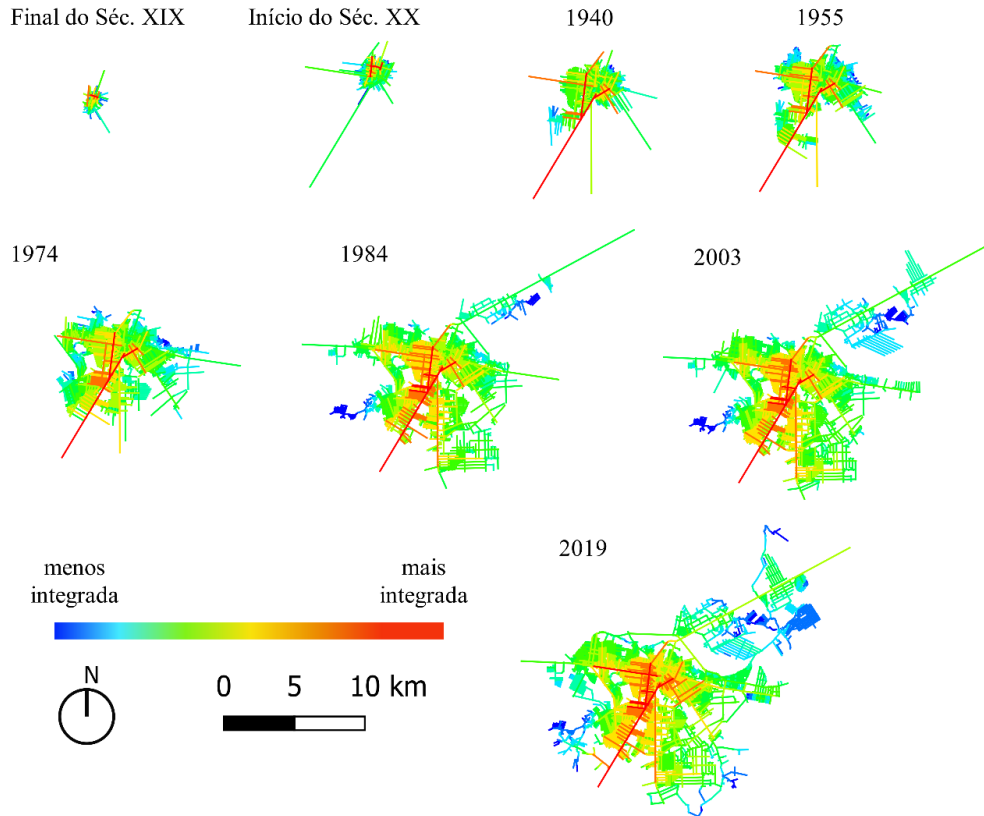 Final do Séc. XIX
Início do Séc. XX
1940
1955
1974
1984
2003
2019
menos
integrada
mais
integrada
N
0 5 10 km